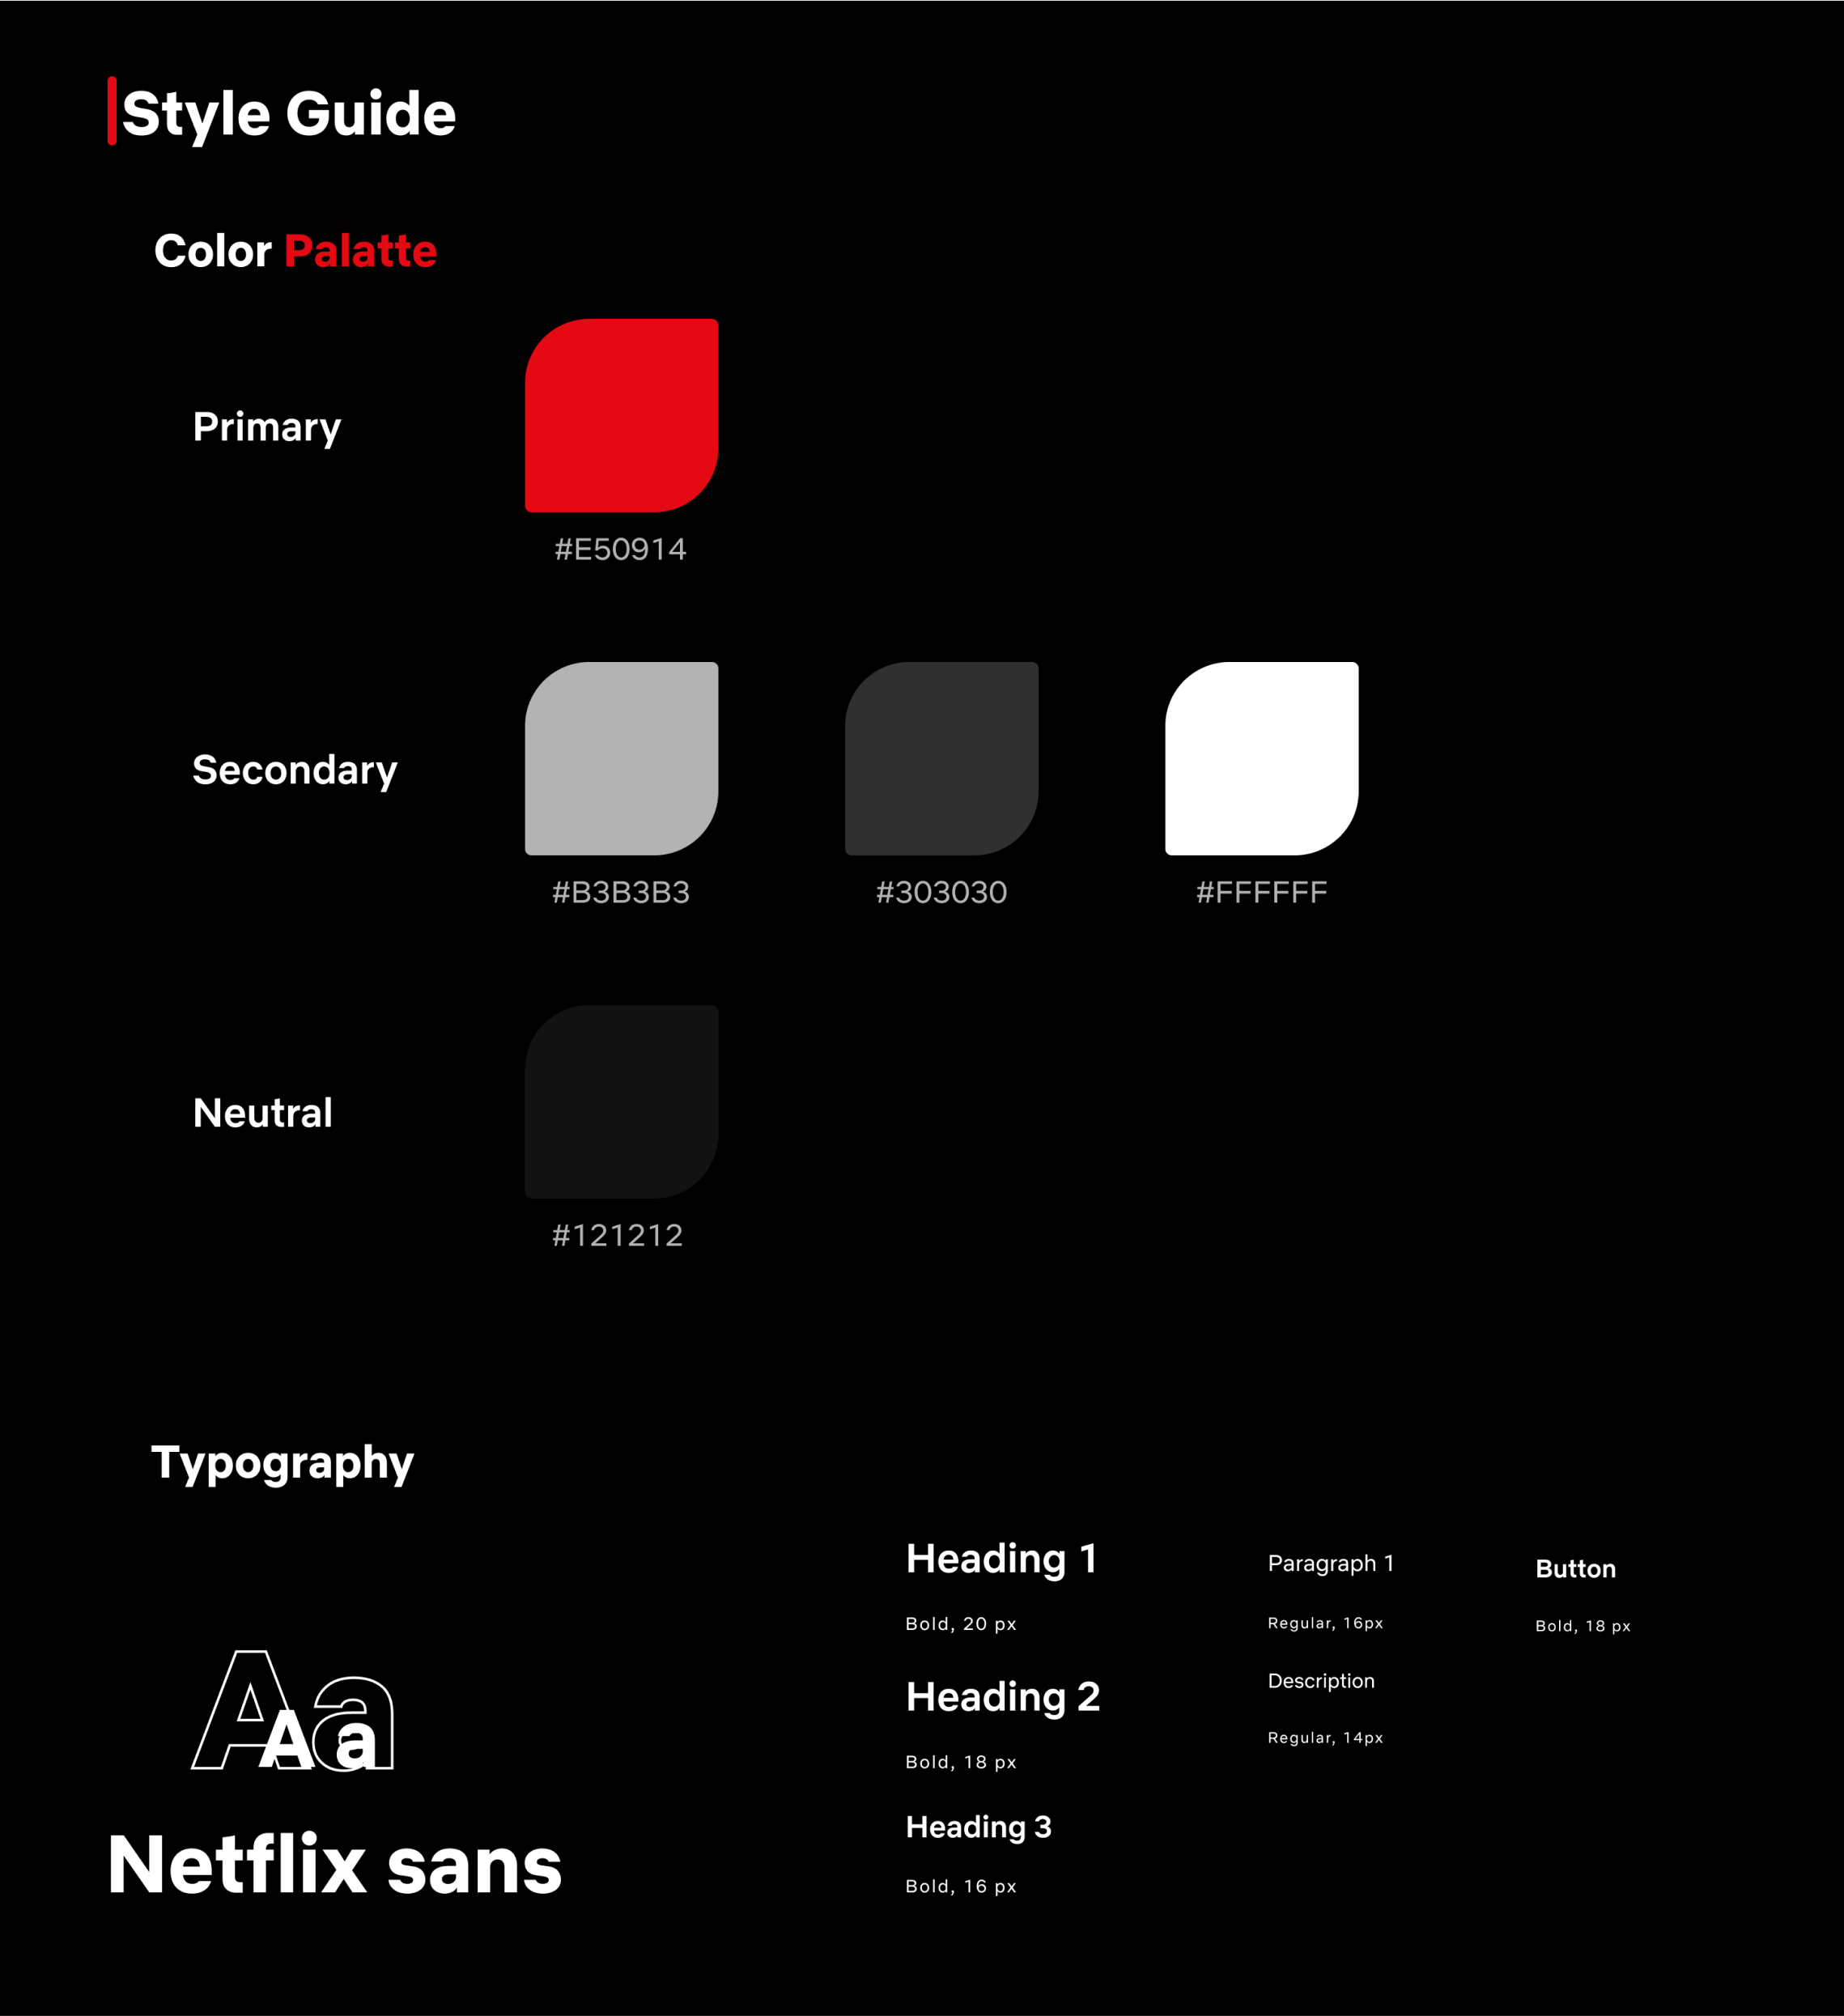 Style Guide
Color Palatte
Primary
#E50914
Secondary
#B3B3B3
#303030
#FFFFFF
Neutral
#121212
Typography
Aa
Aa
Netflix sans
Heading 1
Bold, 20 px
Heading 2
Bold, 18 px
Heading 3
Bold, 16 px
Paragraph 1
Regular, 16px
Description
Regular, 14px
Button
Bold, 18 px